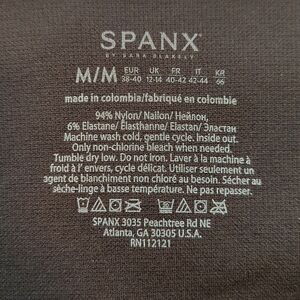 SPANX®
BY SARA BLAKELY
M/M EUR UK FR IT KR
38-40 12-14 40-42 42-44 66
made in colombia/fabriqué en colombie
94% Nylon/ Nailon/ Нейлон,
6% Elastane/ Élasthanne/ Elastan/ Эластан
Machine wash cold, gentle cycle. Inside out.
Only non-chlorine bleach when needed.
Tumble dry low. Do not iron. Laver à la machine à
froid à l' envers, cycle délicat. Utiliser seulement un
agent de blanchiment non chloré au besoin. Sécher au
sèche-linge à basse température. Ne pas repasser.
SPANX 3035 Peachtree Rd NE
Atlanta, GA 30305 U.S.A.
RN112121